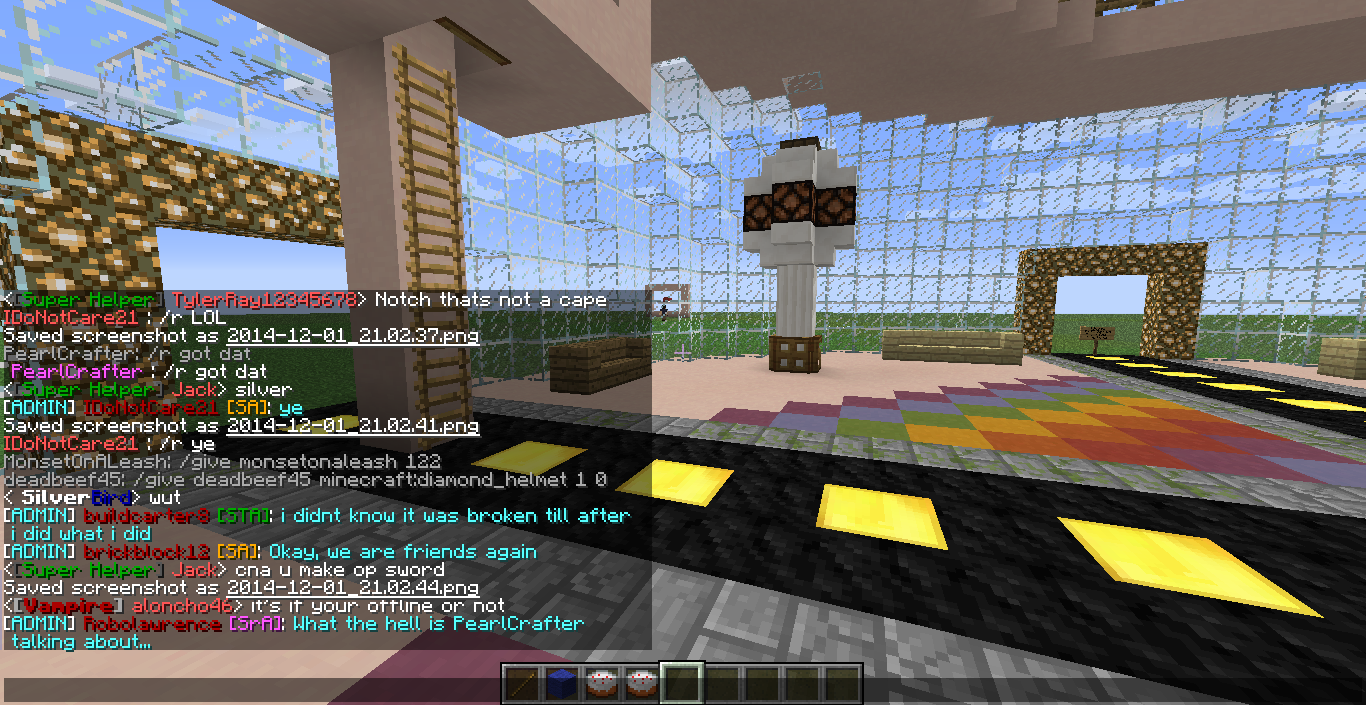 <[Super Helper] TylerRay12345678> Notch thats not a cape
IDoNotCare21 : /r LOL
Saved screenshot as 2014-12-01_21.02.37.png
PearlCrafter: /r got dat
PearlCrafter : /r got dat
<[Super Helper] Jack> silver
[ADMIN] IDoNotCare21 [SA]: ye
Saved screenshot as 2014-12-01_21.02.41.png
IDoNotCare21 : /r ye
MonsetOnALeash: /give monsetonaleash 122
deadbeef45: /give deadbeef45 minecraft:diamond_helmet 1 0
< SilverBird> wut
[ADMIN] buildcarter8 [STA]: i didnt know it was broken till after
i did what i did
[ADMIN] brickblock12 [SA]: Okay, we are friends again
<[Super Helper] Jack> cna u make op sword
Saved screenshot as 2014-12-01_21.02.44.png
<[Vampire] aloncho46> it's if your offline or not
[ADMIN] Robolaurence [SrA]: What the hell is PearlCrafter
talking about...